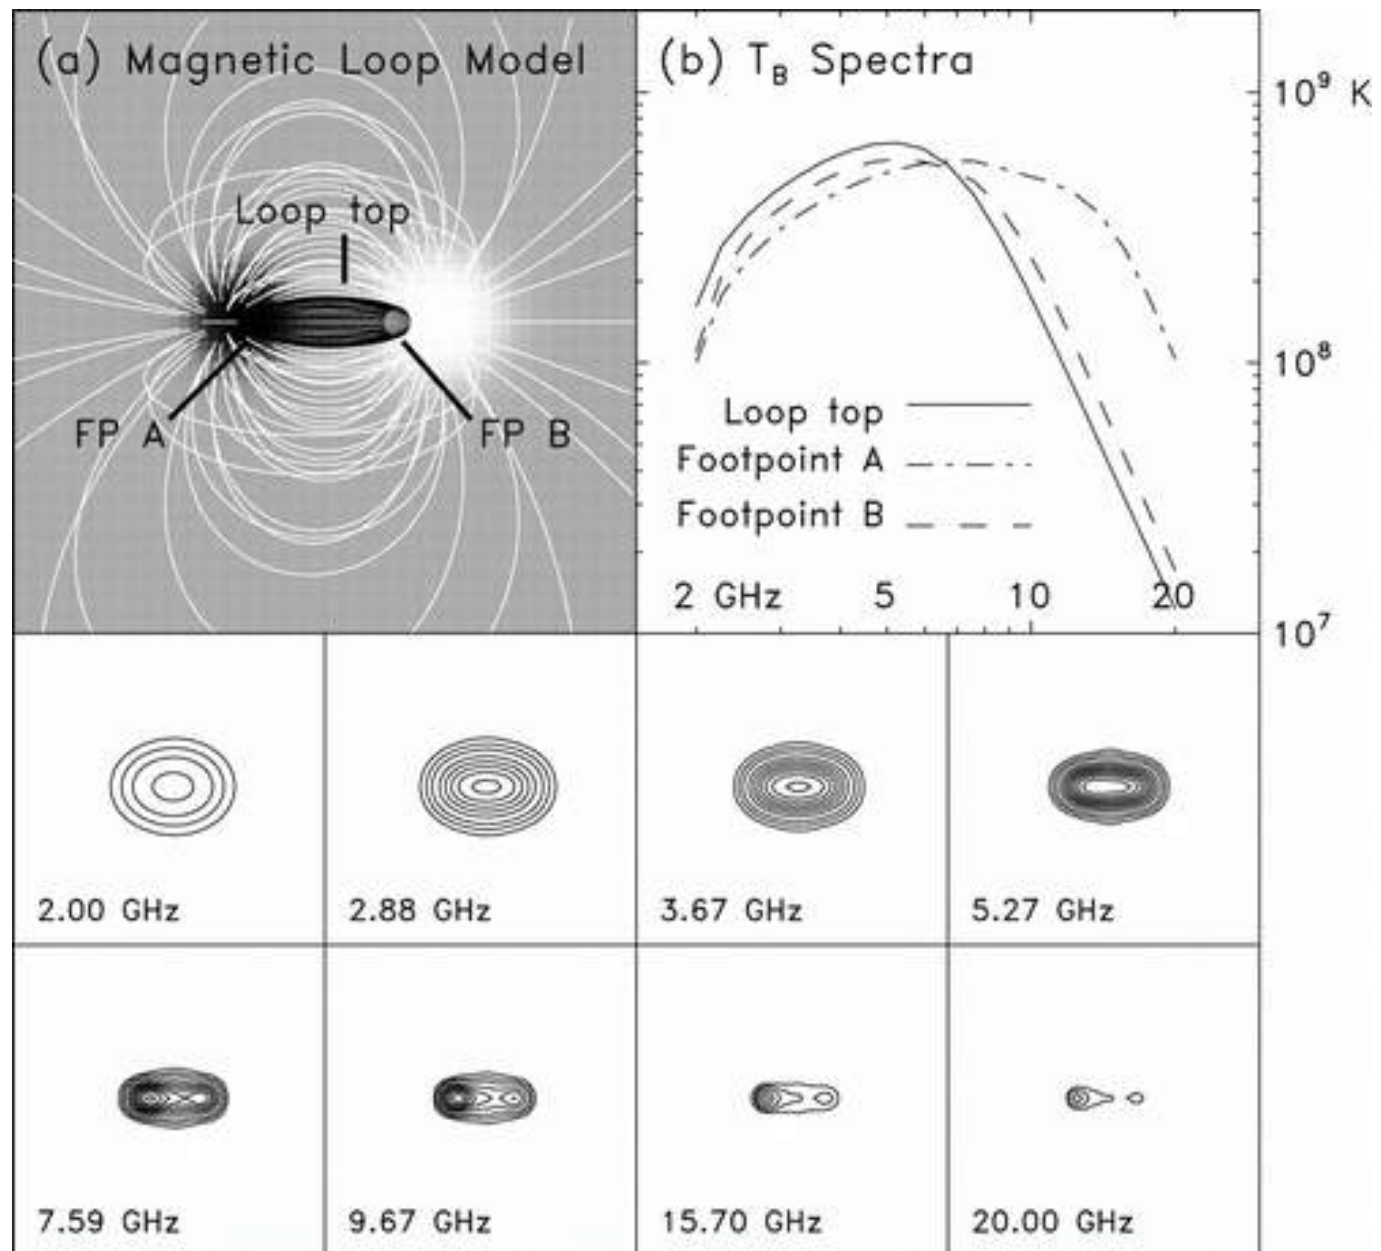 (a) Magnetic Loop Model
Loop top
FP A
FP B
(b) T_B Spectra
10^9 K
10^8
10^7
Loop top
Footpoint A
Footpoint B
2 GHz 5 10 20
2.00 GHz
2.88 GHz
3.67 GHz
5.27 GHz
7.59 GHz
9.67 GHz
15.70 GHz
20.00 GHz